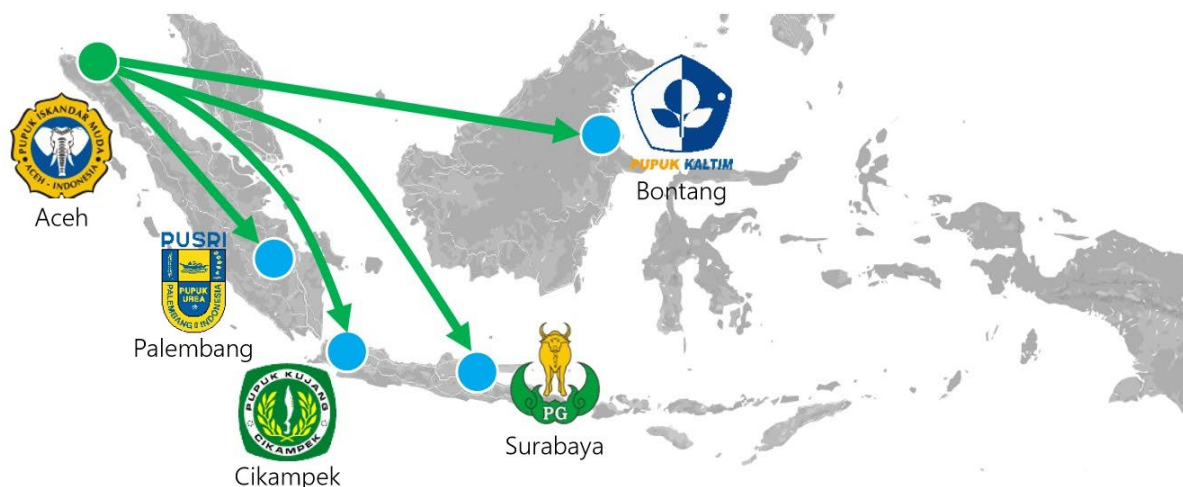 PUPUK ISKANDAR MUDA
ACEH - INDONESIA
Aceh
PUSRI
PUPUK
UREA
PALEMBANG INDONESIA
Palembang
PUPUK KUJANG
CIKAMPEK
Cikampek
PG
Surabaya
PUPUK KALTIM
Bontang